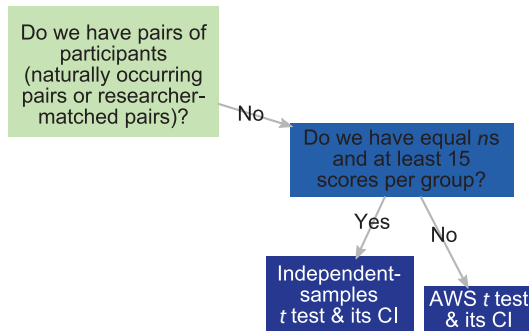 Do we have pairs of
participants
(naturally occurring
pairs or researcher-
matched pairs)?
No
Do we have equal ns
and at least 15
scores per group?
Yes
No
Independent-
samples
t test & its CI
AWS t test
& its CI